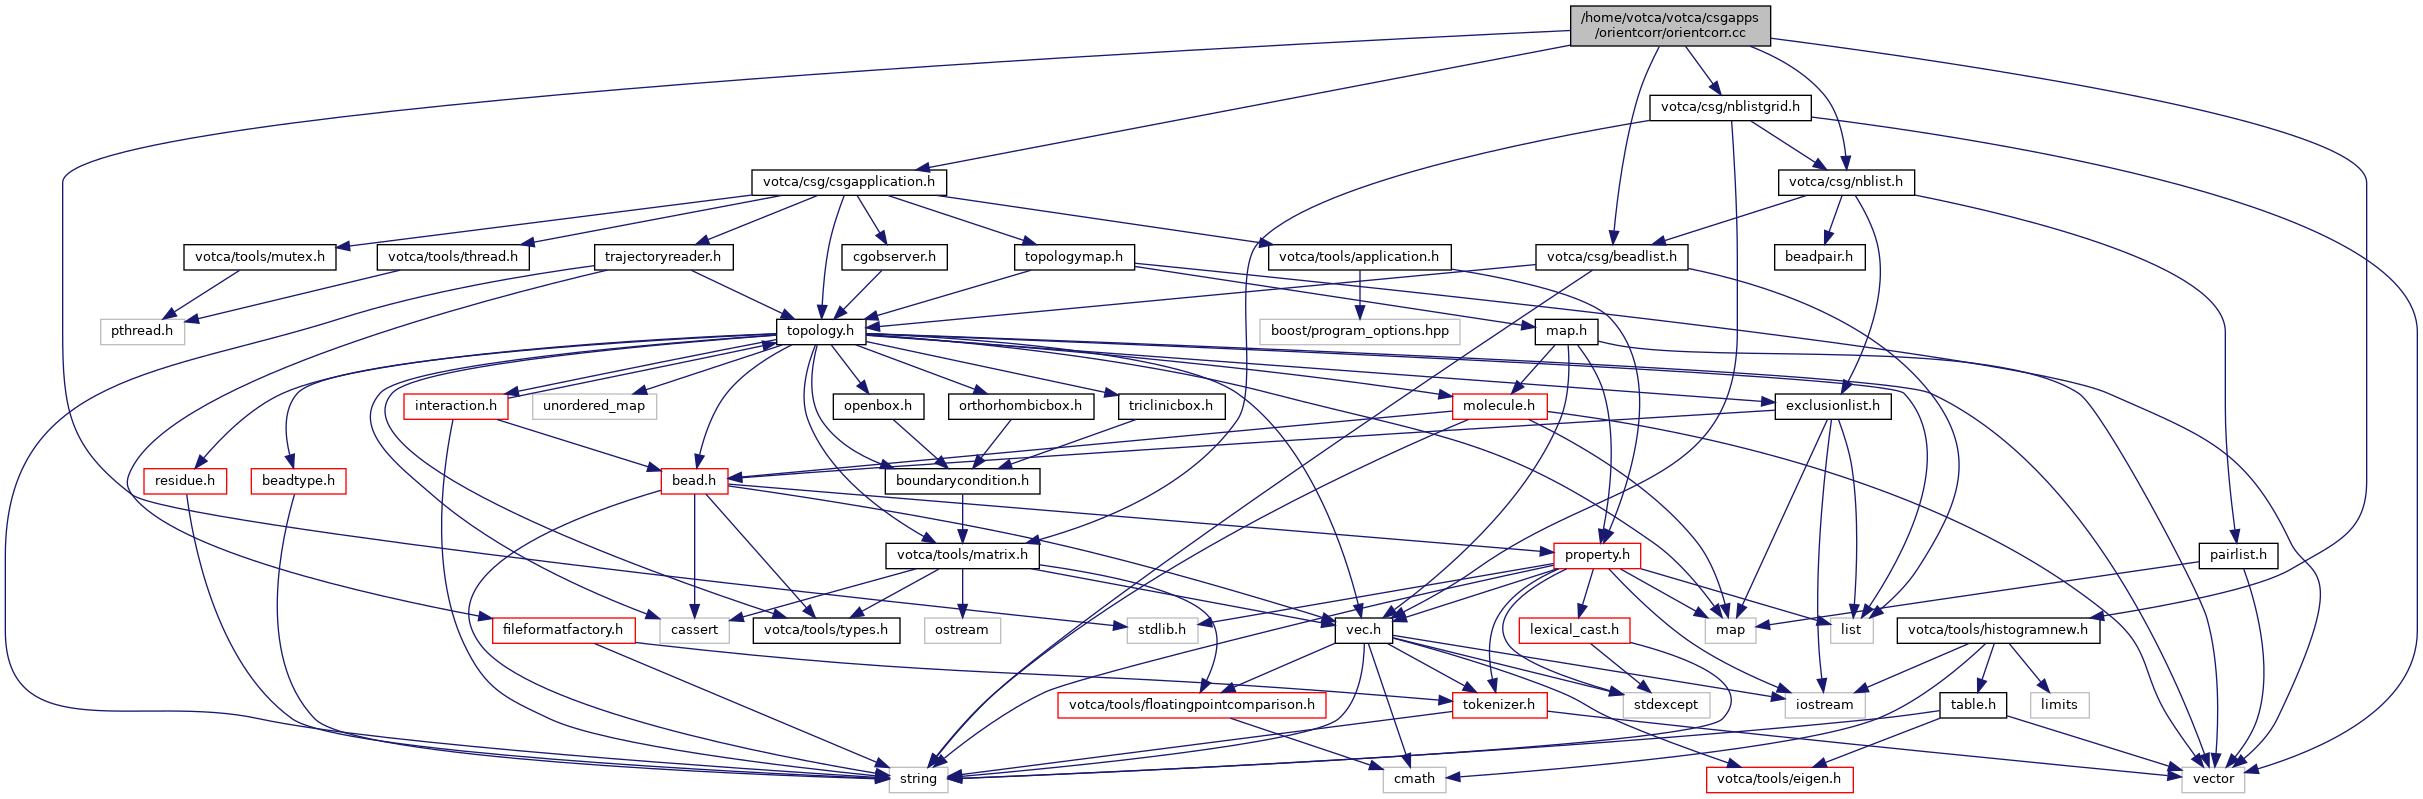 /home/votca/votca/csgapps
/orientcorr/orientcorr.cc
votca/csg/nblistgrid.h
votca/csg/csgapplication.h
votca/csg/nblist.h
votca/tools/mutex.h
votca/tools/thread.h
trajectoryreader.h
cgobserver.h
topologymap.h
votca/tools/application.h
votca/csg/beadlist.h
beadpair.h
pthread.h
topology.h
boost/program_options.hpp
map.h
interaction.h
unordered_map
openbox.h
orthorhombicbox.h
triclinicbox.h
molecule.h
exclusionlist.h
residue.h
beadtype.h
bead.h
boundarycondition.h
votca/tools/matrix.h
property.h
pairlist.h
fileformatfactory.h
cassert
votca/tools/types.h
ostream
stdlib.h
vec.h
lexical_cast.h
map
list
votca/tools/histogramnew.h
votca/tools/floatingpointcomparison.h
tokenizer.h
stdexcept
iostream
table.h
limits
string
cmath
votca/tools/eigen.h
vector